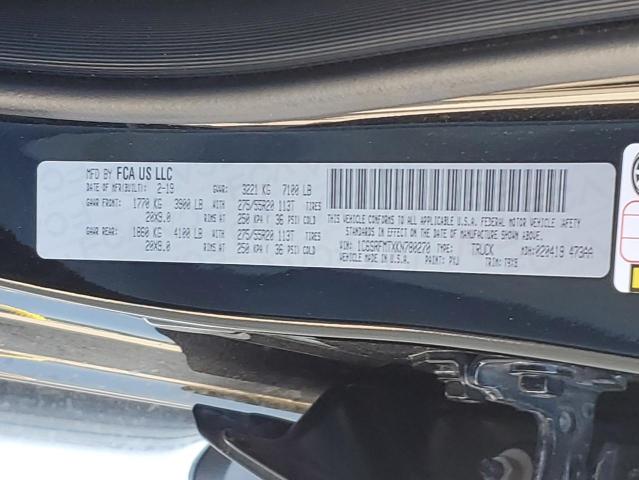 MFD BY FCA US LLC
DATE OF MFR(BUILT): 2-19 GVWR: 3221 KG 7100 LB
GAWR FRONT: 1770 KG 3900 LB 275/55R20 113T TIRES
20X9.0 RIMS AT 250 KPA / 36 PSI COLD
GAWR REAR: 1860 KG 4100 LB 275/55R20 113T TIRES
20X9.0 RIMS AT 250 KPA / 36 PSI COLD
THIS VEHICLE CONFORMS TO ALL APPLICABLE U.S.A. FEDERAL MOTOR VEHICLE SAFETY
STANDARDS IN EFFECT ON THE DATE OF MANUFACTURE SHOWN ABOVE.
VIN: TYPE: TRUCK MDH: 020419 473AA
VEHICLE MADE IN U.S.A. PAINT: PXJ TRIM: T9X9